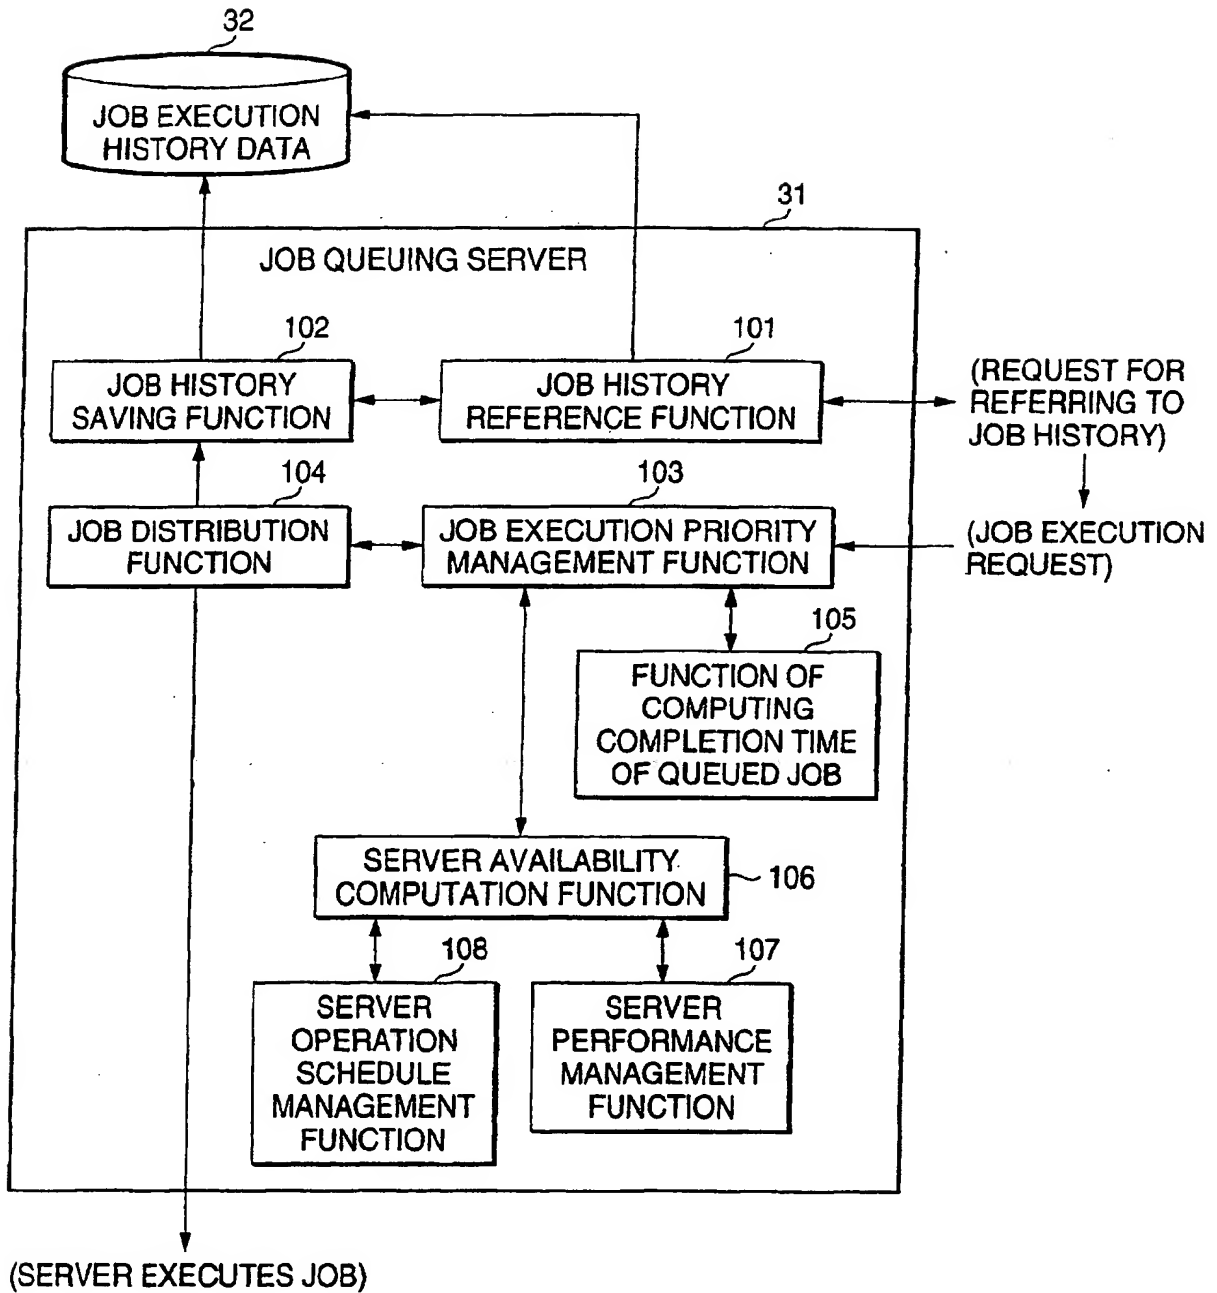 32
JOB EXECUTION
HISTORY DATA
31
JOB QUEUING SERVER
102
JOB HISTORY
SAVING FUNCTION
101
JOB HISTORY
REFERENCE FUNCTION
(REQUEST FOR
REFERRING TO
JOB HISTORY)
104
JOB DISTRIBUTION
FUNCTION
103
JOB EXECUTION PRIORITY
MANAGEMENT FUNCTION
(JOB EXECUTION
REQUEST)
105
FUNCTION OF
COMPUTING
COMPLETION TIME
OF QUEUED JOB
SERVER AVAILABILITY
COMPUTATION FUNCTION
106
108
SERVER
OPERATION
SCHEDULE
MANAGEMENT
FUNCTION
107
SERVER
PERFORMANCE
MANAGEMENT
FUNCTION
(SERVER EXECUTES JOB)